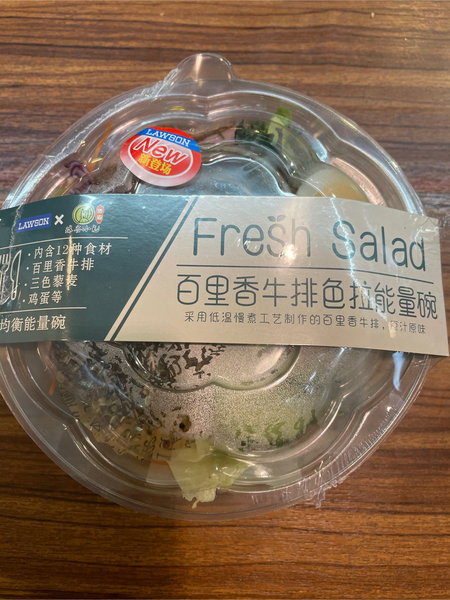 LAWSON
New
新登场
LAWSON ×
Fresh Salad
·内含12种食材
·百里香牛排
·三色藜麦
·鸡蛋等
均衡能量碗
百里香牛排色拉能量碗
采用低温慢煮工艺制作的百里香牛排,原汁原味